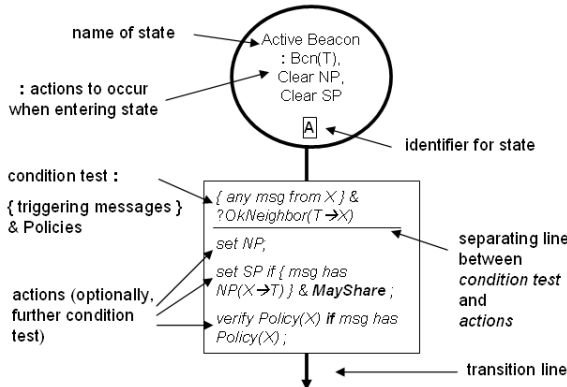 name of state
: actions to occur
when entering state
Active Beacon
: Bcn(T),
Clear NP,
Clear SP
A
identifier for state
condition test :
{ triggering messages }
& Policies
{ any msg from X } &
?OkNeighbor(T→X)
set NP;
set SP if { msg has
NP(X→T) } & MayShare ;
verify Policy(X) if msg has
Policy(X) ;
separating line
between
condition test
and
actions
actions (optionally,
further condition
test)
transition line